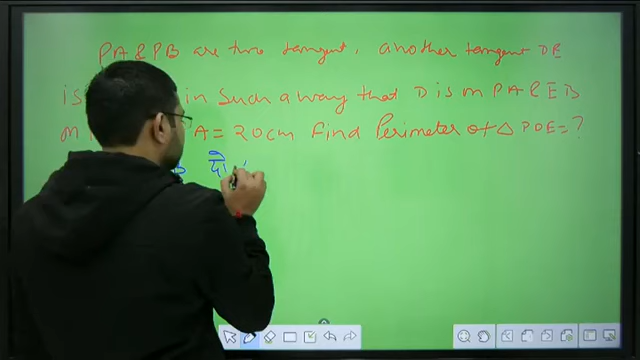 PA & PB are two tangent, another tangent DE
is in such a way that D is on PA & E is
PA = 20cm Find Perimeter of △ PDE = ?
दो